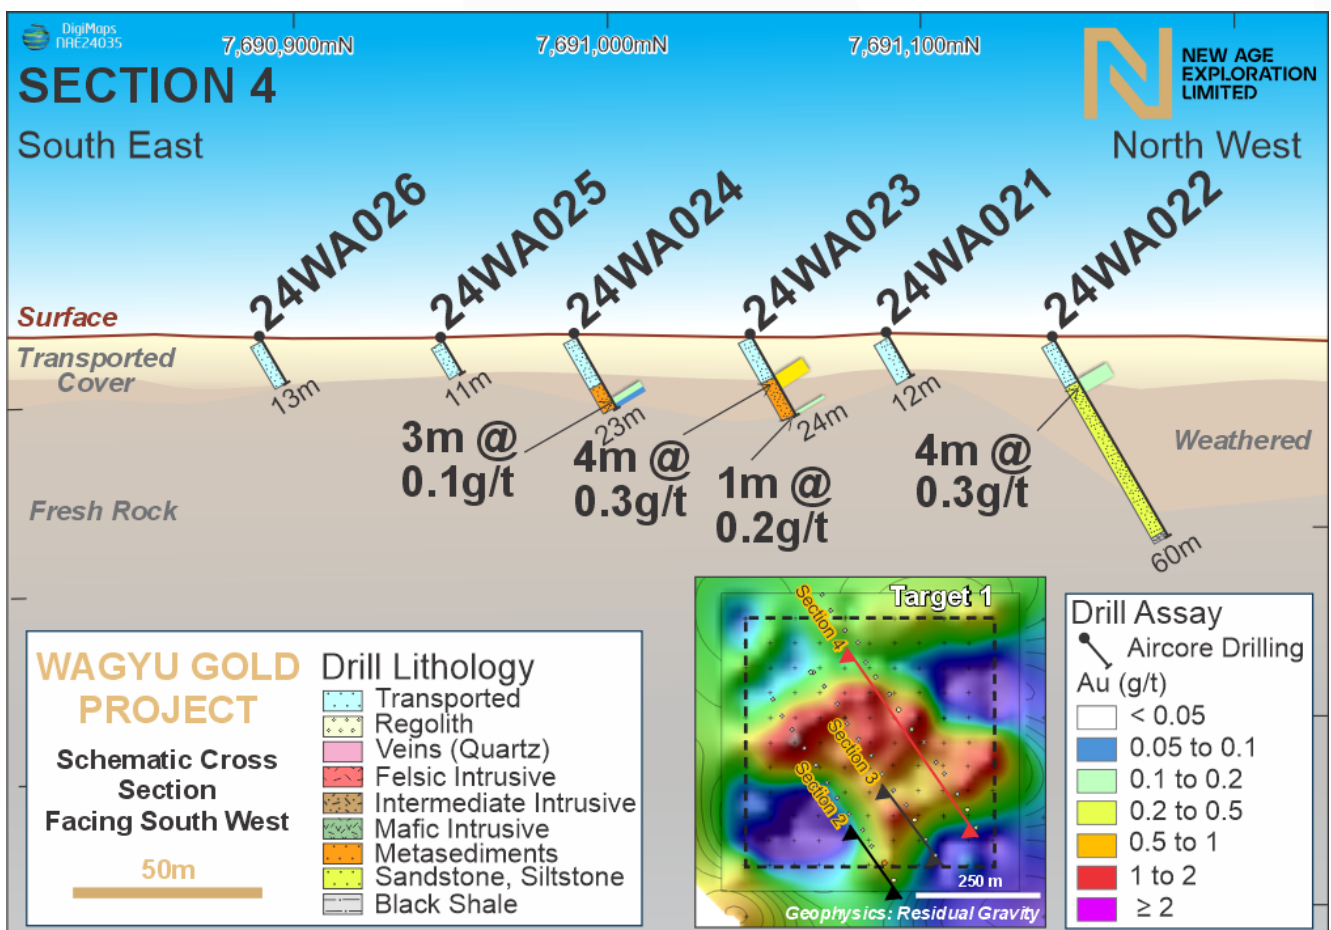 DigiMaps
NAE24035
7,690,900mN
7,691,000mN
7,691,100mN
SECTION 4
South East
NEW AGE
EXPLORATION
LIMITED
North West
24WA026
24WA025
24WA024
24WA023
24WA021
24WA022
Surface
Transported
Cover
13m
11m
23m
24m
12m
60m
3m @
0.1g/t
4m @
0.3g/t
1m @
0.2g/t
4m @
0.3g/t
Weathered
Fresh Rock
WAGYU GOLD
PROJECT
Schematic Cross
Section
Facing South West
50m
Drill Lithology
Transported
Regolith
Veins (Quartz)
Felsic Intrusive
Intermediate Intrusive
Mafic Intrusive
Metasediments
Sandstone, Siltstone
Black Shale
Target 1
Section 4
Section 3
Section 2
250 m
Geophysics: Residual Gravity
Drill Assay
Aircore Drilling
Au (g/t)
< 0.05
0.05 to 0.1
0.1 to 0.2
0.2 to 0.5
0.5 to 1
1 to 2
≥ 2